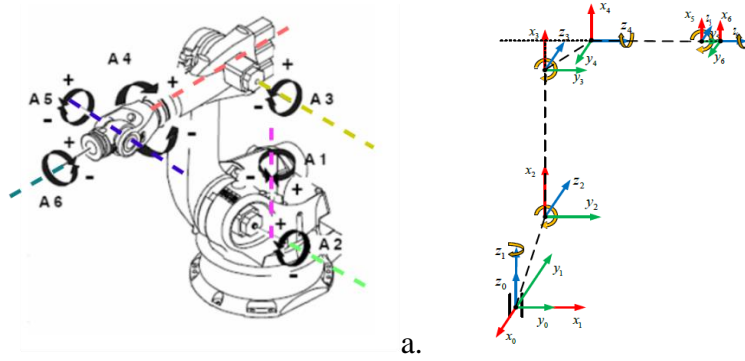 A 4
+
+
A 5
+
-
+
A 3
-
+
-
-
A 1
A 6
-
+
+
A 2
-
a.
x₄
x₃
z₃
z₄
y₄
y₃
x₅
x₆
y₆
x₂
z₂
y₂
z₁
y₁
z₀
x₀
y₀
x₁